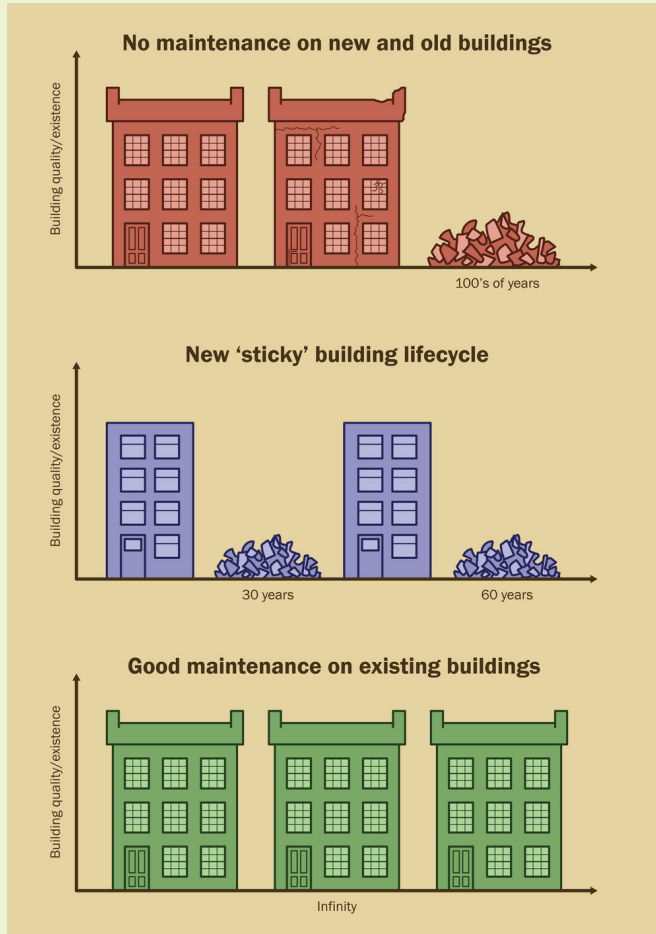 No maintenance on new and old buildings
Building quality/existence
100's of years
New ‘sticky’ building lifecycle
Building quality/existence
30 years
60 years
Good maintenance on existing buildings
Building quality/existence
Infinity